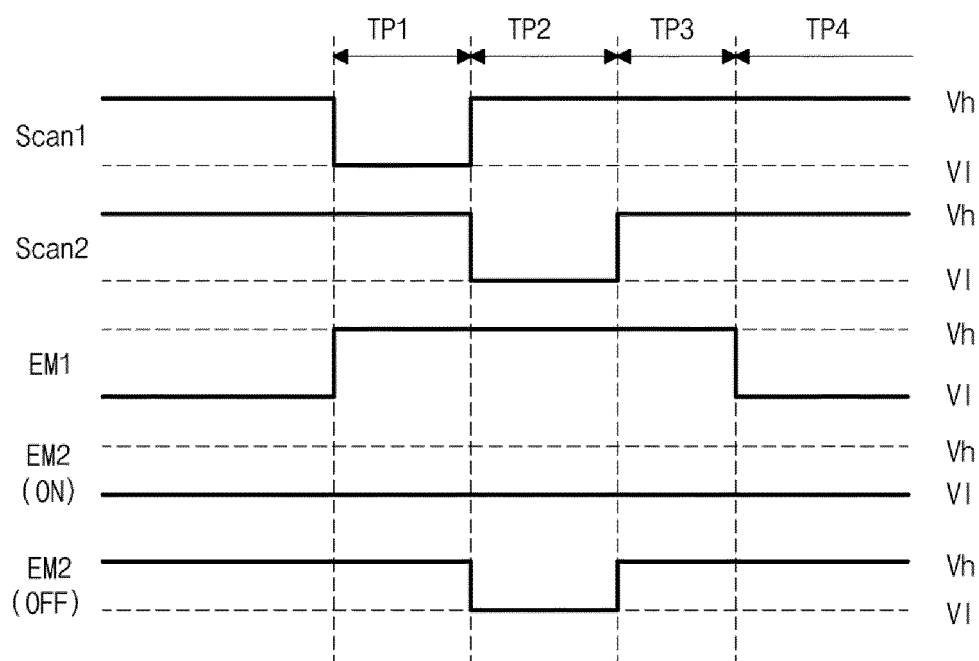 TP1 TP2 TP3 TP4
Scan1 Vh
Vl
Scan2 Vh
Vl
EM1 Vh
Vl
EM2
(ON) Vh
Vl
EM2
(OFF) Vh
Vl